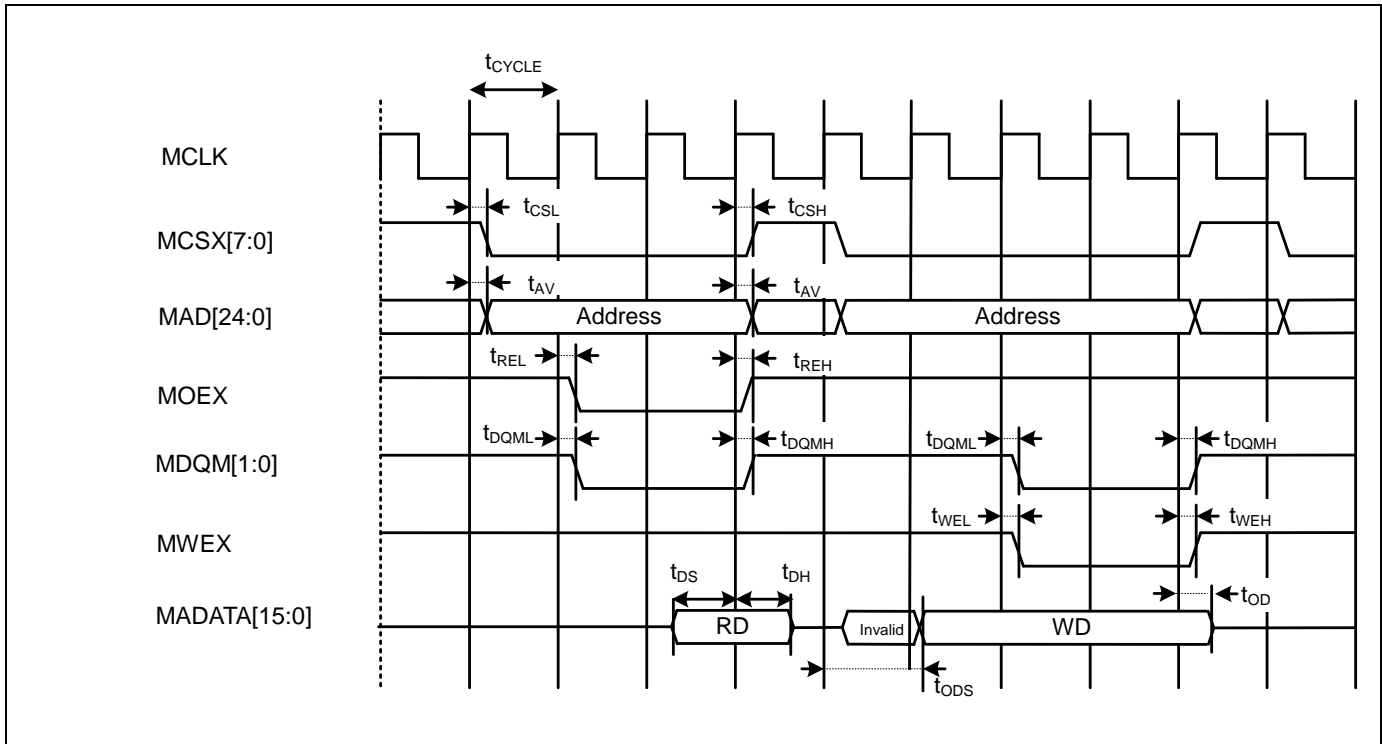 tCYCLE
MCLK
tCSL tCSH
MCSX[7:0]
tAV tAV
MAD[24:0] Address Address
tREL tREH
MOEX
tDQML tDQMH tDQML tDQMH
MDQM[1:0]
tWEL tWEH
MWEX
tDS tDH
tOD
MADATA[15:0] RD Invalid WD
tODS